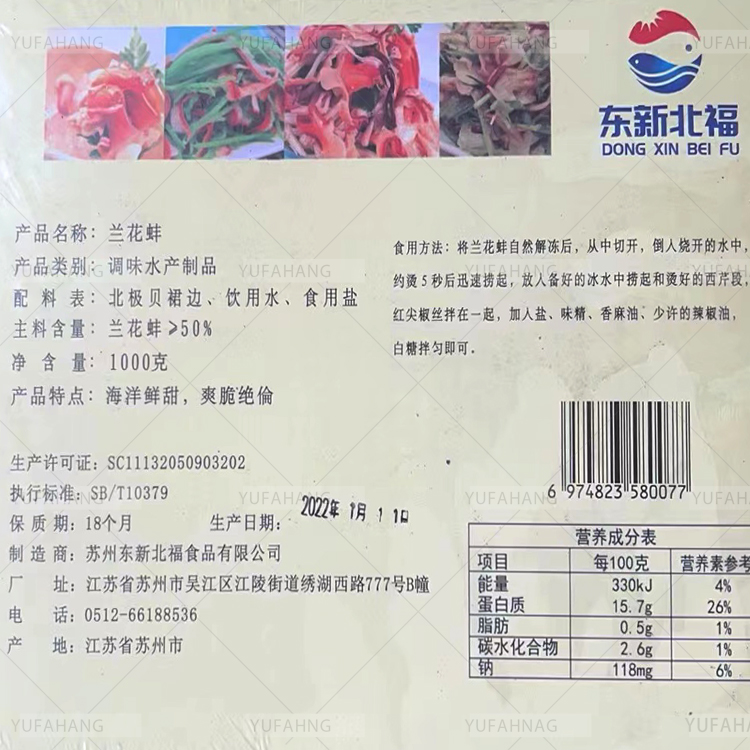 YUFAHANG YUFAHANG YUFAHANG
东新北福
DONG XIN BEI FU
产品名称：兰花蚌
产品类别：调味水产制品
配料表：北极贝裙边、饮用水、食用盐
主料含量：兰花蚌≥50%
净含量：1000克
产品特点：海洋鲜甜，爽脆绝倫
食用方法：将兰花蚌自然解冻后，从中切开，倒人烧开的水中，
约烫5秒后迅速捞起，放人备好的冰水中捞起和烫好的西芹段，
红尖椒丝拌在一起，加人盐、味精、香麻油、少许的辣椒油，
白糖拌匀即可。
YUFAHANG YUFAHANG
生产许可证：SC11132050903202
执行标准：SB/T10379
保质期：18个月 生产日期：2022年1月11日
制造商：苏州东新北福食品有限公司
厂址：江苏省苏州市吴江区江陵街道绣湖西路777号B幢
电话：0512-66188536
产地：江苏省苏州市
6 974823 580077
YUFAHANG YUFAHANG YUFAHANG
营养成分表
项目 每100克 营养素参考
能量 330kJ 4%
蛋白质 15.7g 26%
脂肪 0.5g 1%
碳水化合物 2.6g 1%
钠 118mg 6%
YUFAHANG YUFAHNG YUFAHNAG